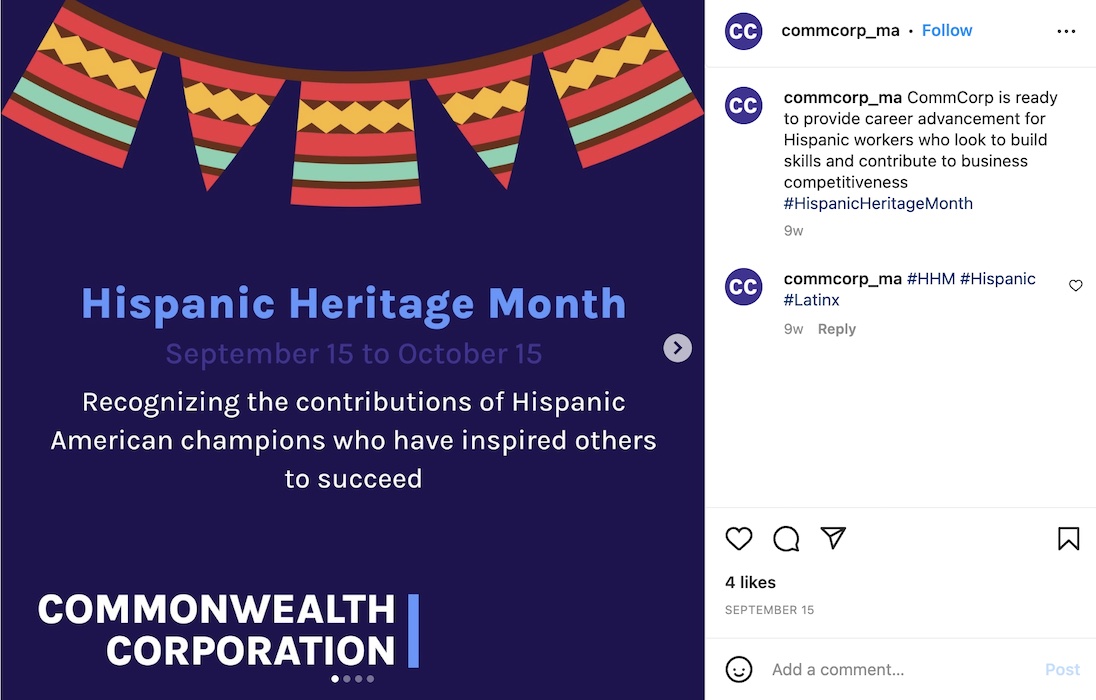 Hispanic Heritage Month
September 15 to October 15
Recognizing the contributions of Hispanic
American champions who have inspired others
to succeed
COMMONWEALTH
CORPORATION
CC commcorp_ma • Follow
CC commcorp_ma CommCorp is ready
to provide career advancement for
Hispanic workers who look to build
skills and contribute to business
competitiveness
#HispanicHeritageMonth
9w
CC commcorp_ma #HHM #Hispanic
#Latinx
9w Reply
4 likes
SEPTEMBER 15
Add a comment... Post